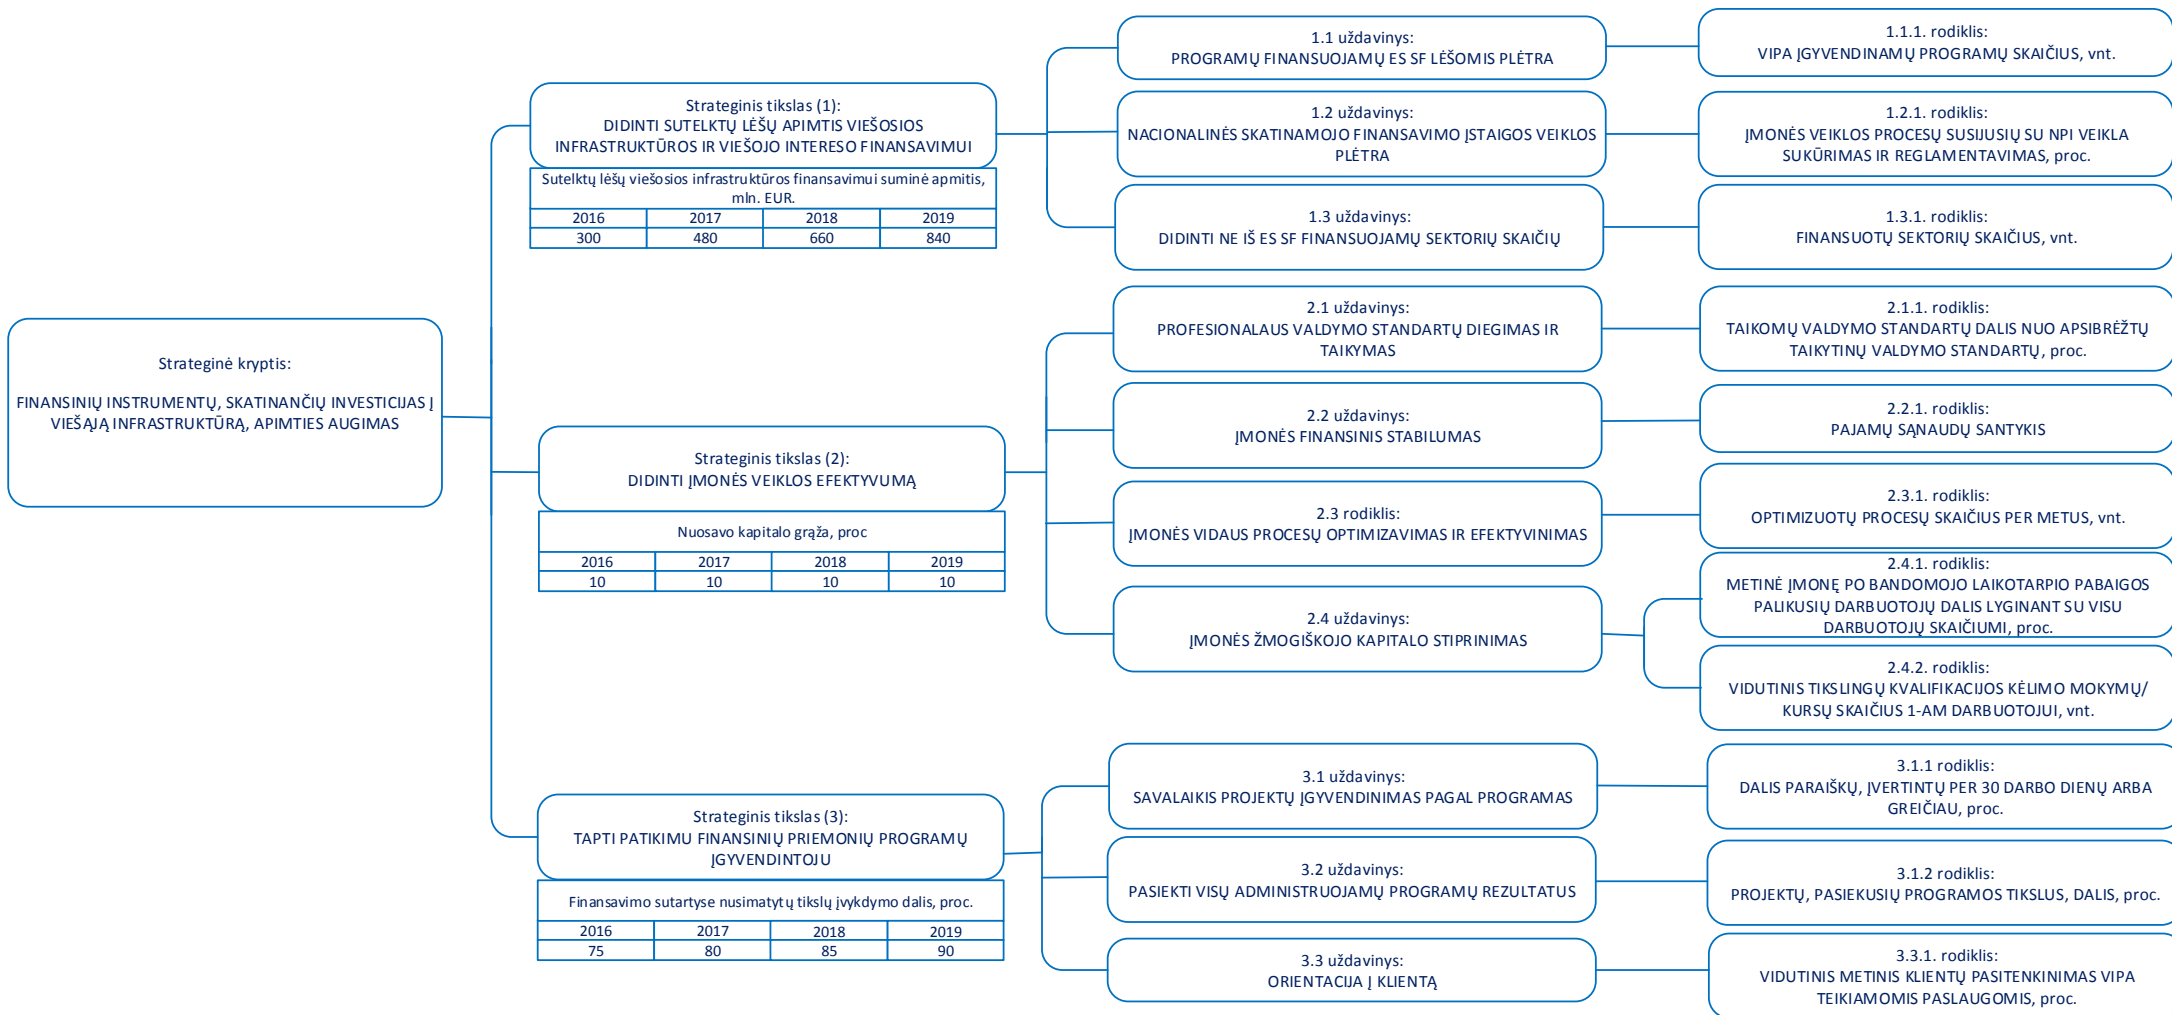 Strateginė kryptis:
FINANSINIŲ INSTRUMENTŲ, SKATINANČIŲ INVESTICIJAS Į
VIEŠĄJĄ INFRASTRUKTŪRĄ, APIMTIES AUGIMAS
Strateginis tikslas (1):
DIDINTI SUTELKTŲ LĖŠŲ APIMTIS VIEŠOSIOS
INFRASTRUKTŪROS IR VIEŠOJO INTERESO FINANSAVIMUI
Sutelktų lėšų viešosios infrastruktūros finansavimui suminė apmitis,
mln. EUR.
2016 2017 2018 2019
300 480 660 840
1.1 uždavinys:
PROGRAMŲ FINANSUOJAMŲ ES SF LĖŠOMIS PLĖTRA
1.1.1. rodiklis:
VIPA ĮGYVENDINAMŲ PROGRAMŲ SKAIČIUS, vnt.
1.2 uždavinys:
NACIONALINĖS SKATINAMOJO FINANSAVIMO ĮSTAIGOS VEIKLOS
PLĖTRA
1.2.1. rodiklis:
ĮMONĖS VEIKLOS PROCESŲ SUSIJUSIŲ SU NPI VEIKLA
SUKŪRIMAS IR REGLAMENTAVIMAS, proc.
1.3 uždavinys:
DIDINTI NE IŠ ES SF FINANSUOJAMŲ SEKTORIŲ SKAIČIŲ
1.3.1. rodiklis:
FINANSUOTŲ SEKTORIŲ SKAIČIUS, vnt.
Strateginis tikslas (2):
DIDINTI ĮMONĖS VEIKLOS EFEKTYVUMĄ
Nuosavo kapitalo grąža, proc
2016 2017 2018 2019
10 10 10 10
2.1 uždavinys:
PROFESIONALAUS VALDYMO STANDARTŲ DIEGIMAS IR
TAIKYMAS
2.1.1. rodiklis:
TAIKOMŲ VALDYMO STANDARTŲ DALIS NUO APSIBRĖŽTŲ
TAIKYTINŲ VALDYMO STANDARTŲ, proc.
2.2 uždavinys:
ĮMONĖS FINANSINIS STABILUMAS
2.2.1. rodiklis:
PAJAMŲ SĄNAUDŲ SANTYKIS
2.3 rodiklis:
ĮMONĖS VIDAUS PROCESŲ OPTIMIZAVIMAS IR EFEKTYVINIMAS
2.3.1. rodiklis:
OPTIMIZUOTŲ PROCESŲ SKAIČIUS PER METUS, vnt.
2.4 uždavinys:
ĮMONĖS ŽMOGIŠKOJO KAPITALO STIPRINIMAS
2.4.1. rodiklis:
METINĖ ĮMONĘ PO BANDOMOJO LAIKOTARPIO PABAIGOS
PALIKUSIŲ DARBUOTOJŲ DALIS LYGINANT SU VISU
DARBUOTOJŲ SKAIČIUMI, proc.
2.4.2. rodiklis:
VIDUTINIS TIKSLINGŲ KVALIFIKACIJOS KĖLIMO MOKYMŲ/
KURSŲ SKAIČIUS 1-AM DARBUOTOJUI, vnt.
Strateginis tikslas (3):
TAPTI PATIKIMU FINANSINIŲ PRIEMONIŲ PROGRAMŲ
ĮGYVENDINTOJU
Finansavimo sutartyse nusimatytų tikslų įvykdymo dalis, proc.
2016 2017 2018 2019
75 80 85 90
3.1 uždavinys:
SAVALAIKIS PROJEKTŲ ĮGYVENDINIMAS PAGAL PROGRAMAS
3.1.1 rodiklis:
DALIS PARAIŠKŲ, ĮVERTINTŲ PER 30 DARBO DIENŲ ARBA
GREIČIAU, proc.
3.2 uždavinys:
PASIEKTI VISŲ ADMINISTRUOJAMŲ PROGRAMŲ REZULTATUS
3.1.2 rodiklis:
PROJEKTŲ, PASIEKUSIŲ PROGRAMOS TIKSLUS, DALIS, proc.
3.3 uždavinys:
ORIENTACIJA Į KLIENTĄ
3.3.1. rodiklis:
VIDUTINIS METINIS KLIENTŲ PASITENKINIMAS VIPA
TEIKIAMOMIS PASLAUGOMIS, proc.